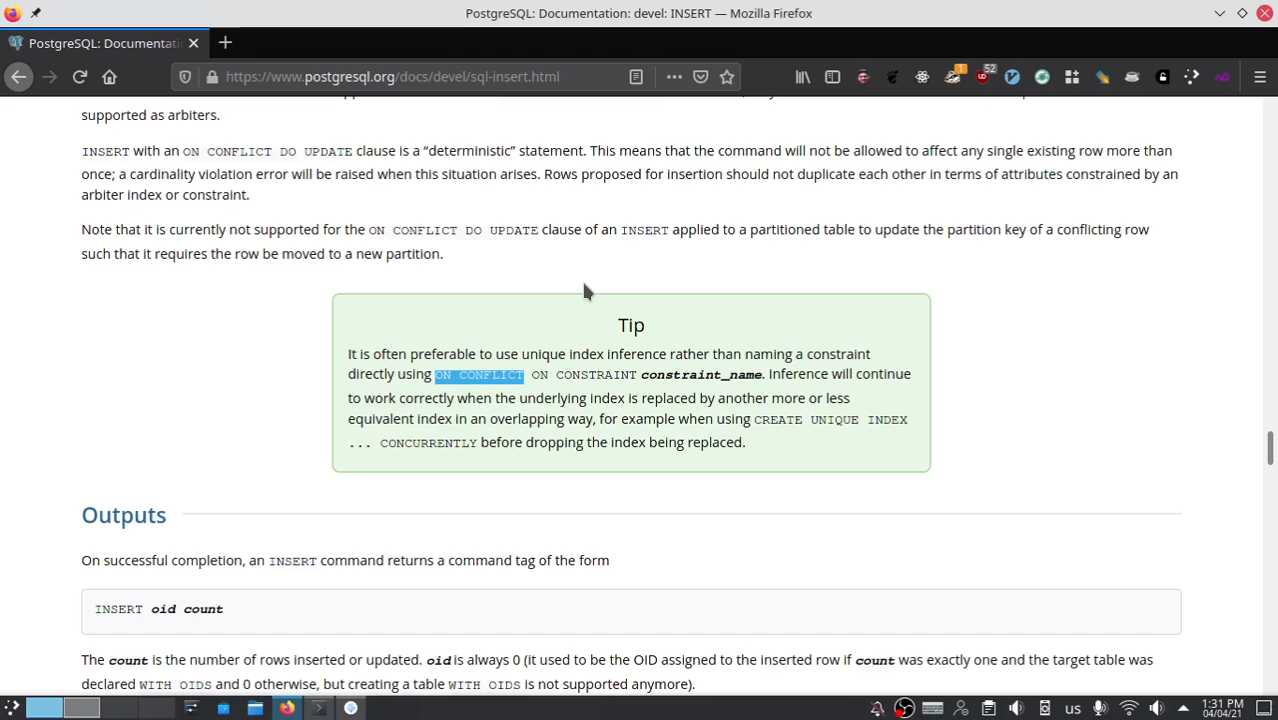 PostgreSQL: Documentation: devel: INSERT — Mozilla Firefox
PostgreSQL: Documentati
https://www.postgresql.org/docs/devel/sql-insert.html
1
52
supported as arbiters.
INSERT with an ON CONFLICT DO UPDATE clause is a “deterministic” statement. This means that the command will not be allowed to affect any single existing row more than
once; a cardinality violation error will be raised when this situation arises. Rows proposed for insertion should not duplicate each other in terms of attributes constrained by an
arbiter index or constraint.
Note that it is currently not supported for the ON CONFLICT DO UPDATE clause of an INSERT applied to a partitioned table to update the partition key of a conflicting row
such that it requires the row be moved to a new partition.
Tip
It is often preferable to use unique index inference rather than naming a constraint
directly using ON CONFLICT ON CONSTRAINT constraint_name. Inference will continue
to work correctly when the underlying index is replaced by another more or less
equivalent index in an overlapping way, for example when using CREATE UNIQUE INDEX
... CONCURRENTLY before dropping the index being replaced.
Outputs
On successful completion, an INSERT command returns a command tag of the form
INSERT oid count
The count is the number of rows inserted or updated. oid is always 0 (it used to be the OID assigned to the inserted row if count was exactly one and the target table was
declared WITH OIDS and 0 otherwise, but creating a table WITH OIDS is not supported anymore).
us
1:31 PM
04/04/21